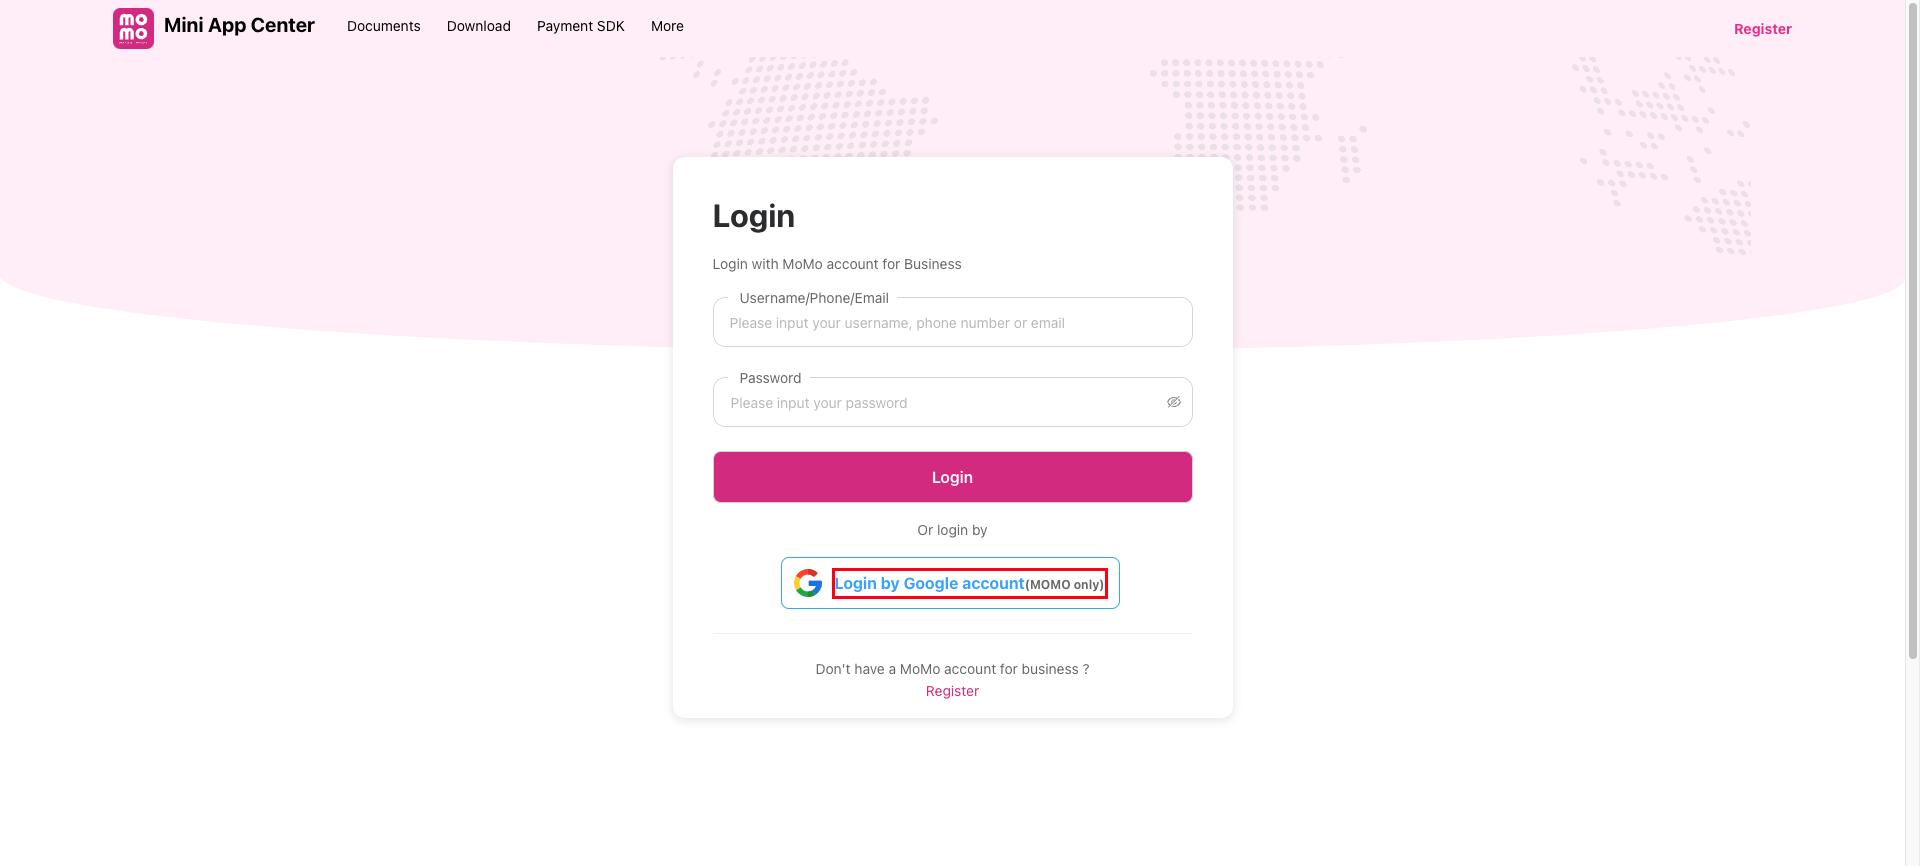 MOMO
Mini App Center
Documents
Download
Payment SDK
More
Register
Login
Login with MoMo account for Business
Username/Phone/Email
Please input your username, phone number or email
Password
Please input your password
Login
Or login by
Login by Google account(MOMO only)
Don't have a MoMo account for business ?
Register